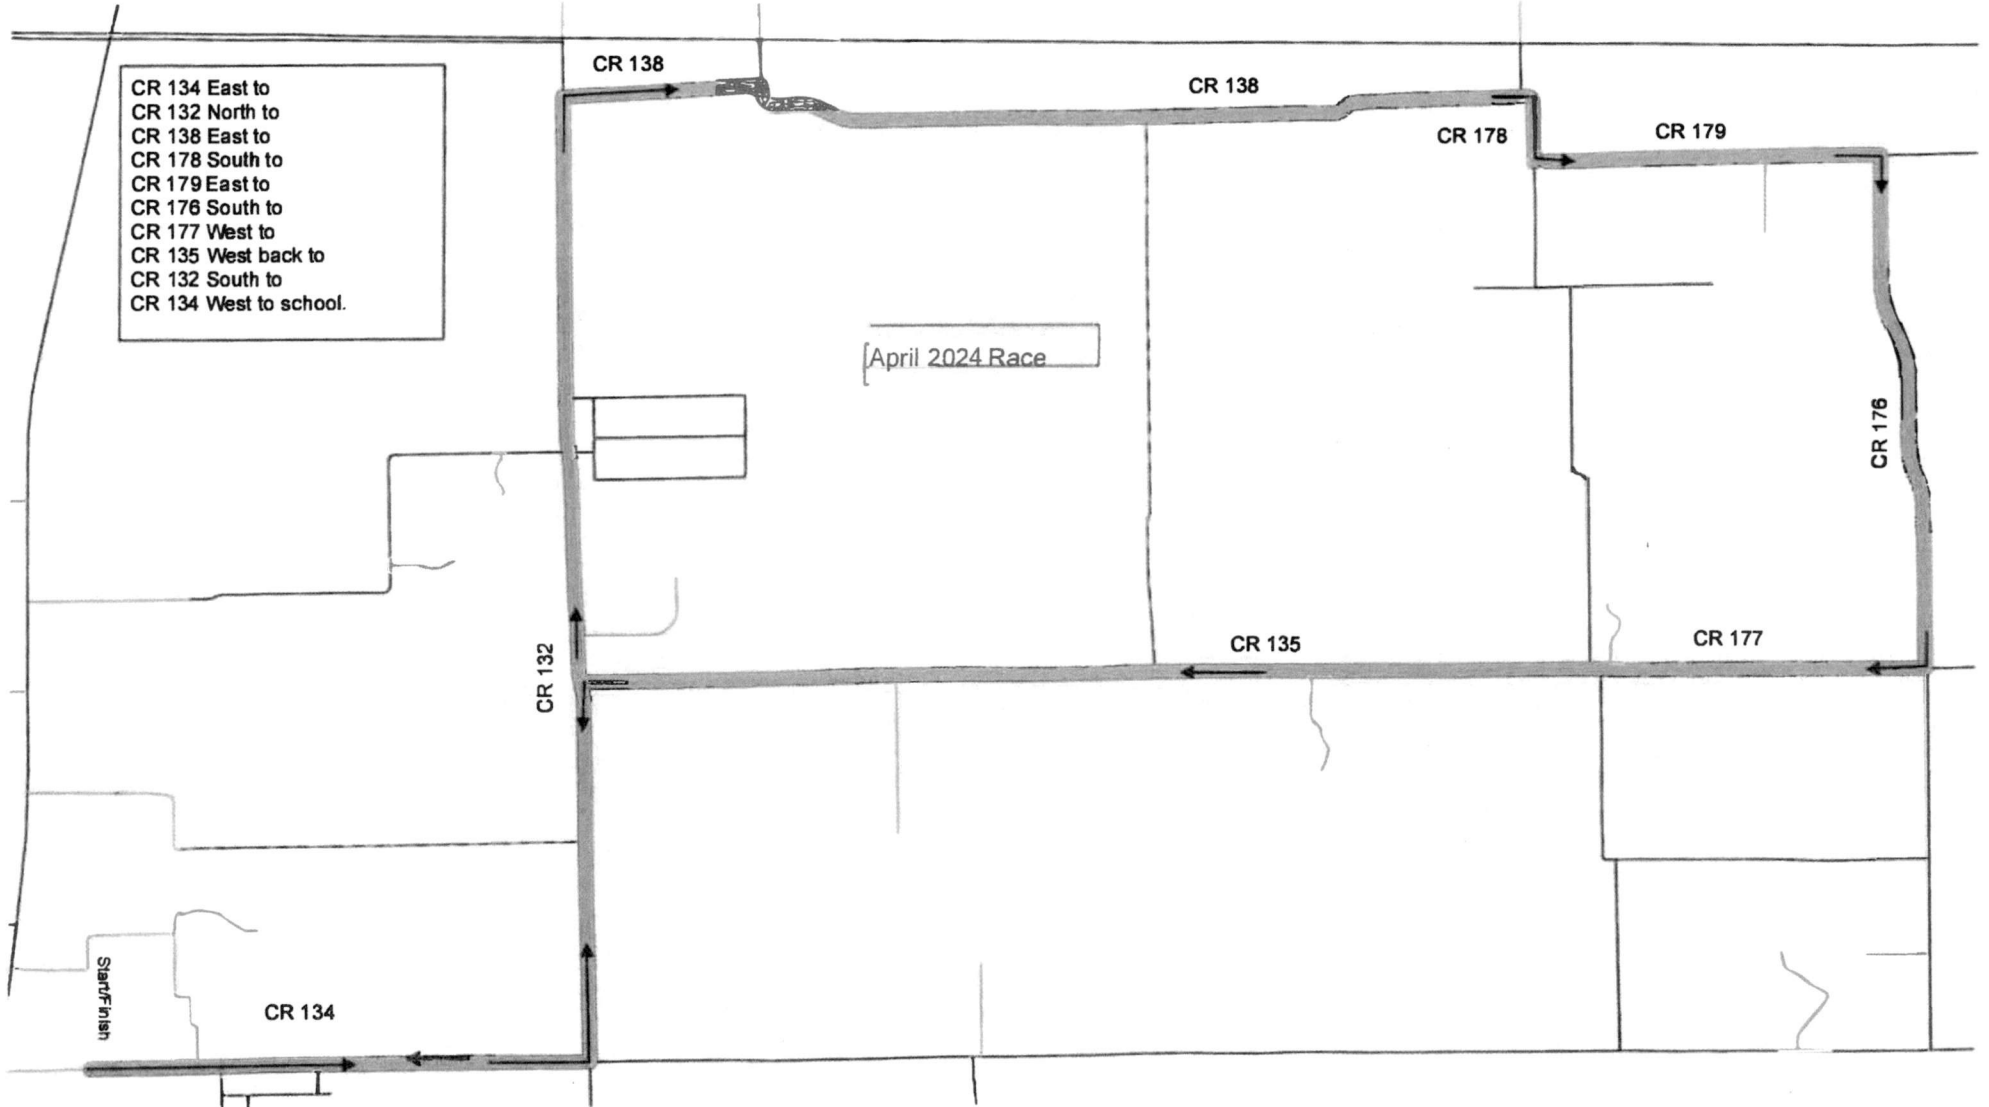 CR 138
CR 134 East to
CR 132 North to
CR 138 East to
CR 178 South to
CR 179 East to
CR 176 South to
CR 177 West to
CR 135 West back to
CR 132 South to
CR 134 West to school.
CR 138
CR 178
CR 179
April 2024 Race
CR 176
CR 135
CR 177
CR 132
Start/Finish
CR 134